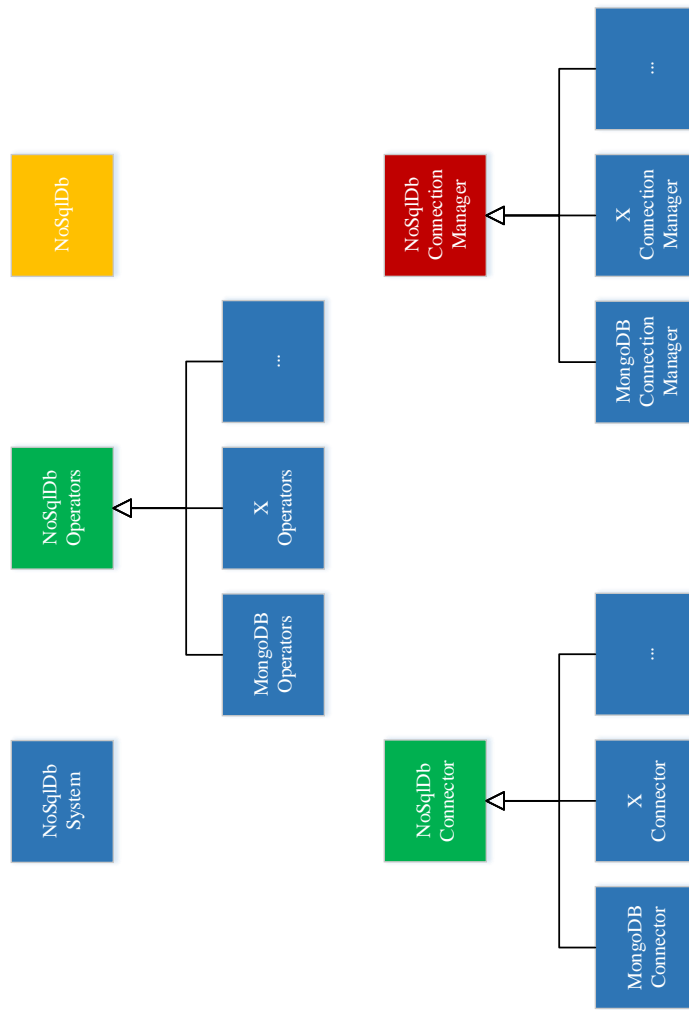 NoSqlDb
System
NoSqlDb
Operators
NoSqlDb
MongoDB
Operators
X
Operators
...
NoSqlDb
Connector
NoSqlDb
Connection
Manager
MongoDB
Connector
X
Connector
...
MongoDB
Connection
Manager
X
Connection
Manager
...